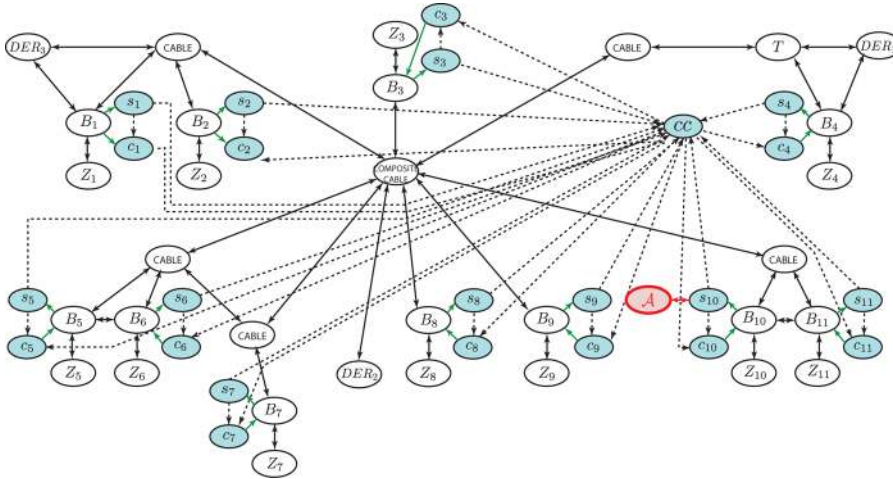 c₃
DER₃ CABLE Z₃ CABLE T DER
s₃
B₃
s₁ s₂ s₄
B₁ B₂ CC B₄
c₁ c₂ c₄
Z₁ Z₂ COMPOSITE Z₄
CABLE
CABLE CABLE
s₅ s₆ s₈ s₉ A s₁₀ s₁₁
B₅ B₆ B₈ B₉ B₁₀ B₁₁
CABLE
c₅ c₆ c₈ c₉ c₁₀ c₁₁
Z₅ Z₆ DER₂ Z₈ Z₉ Z₁₀ Z₁₁
s₇
B₇
c₇
Z₇